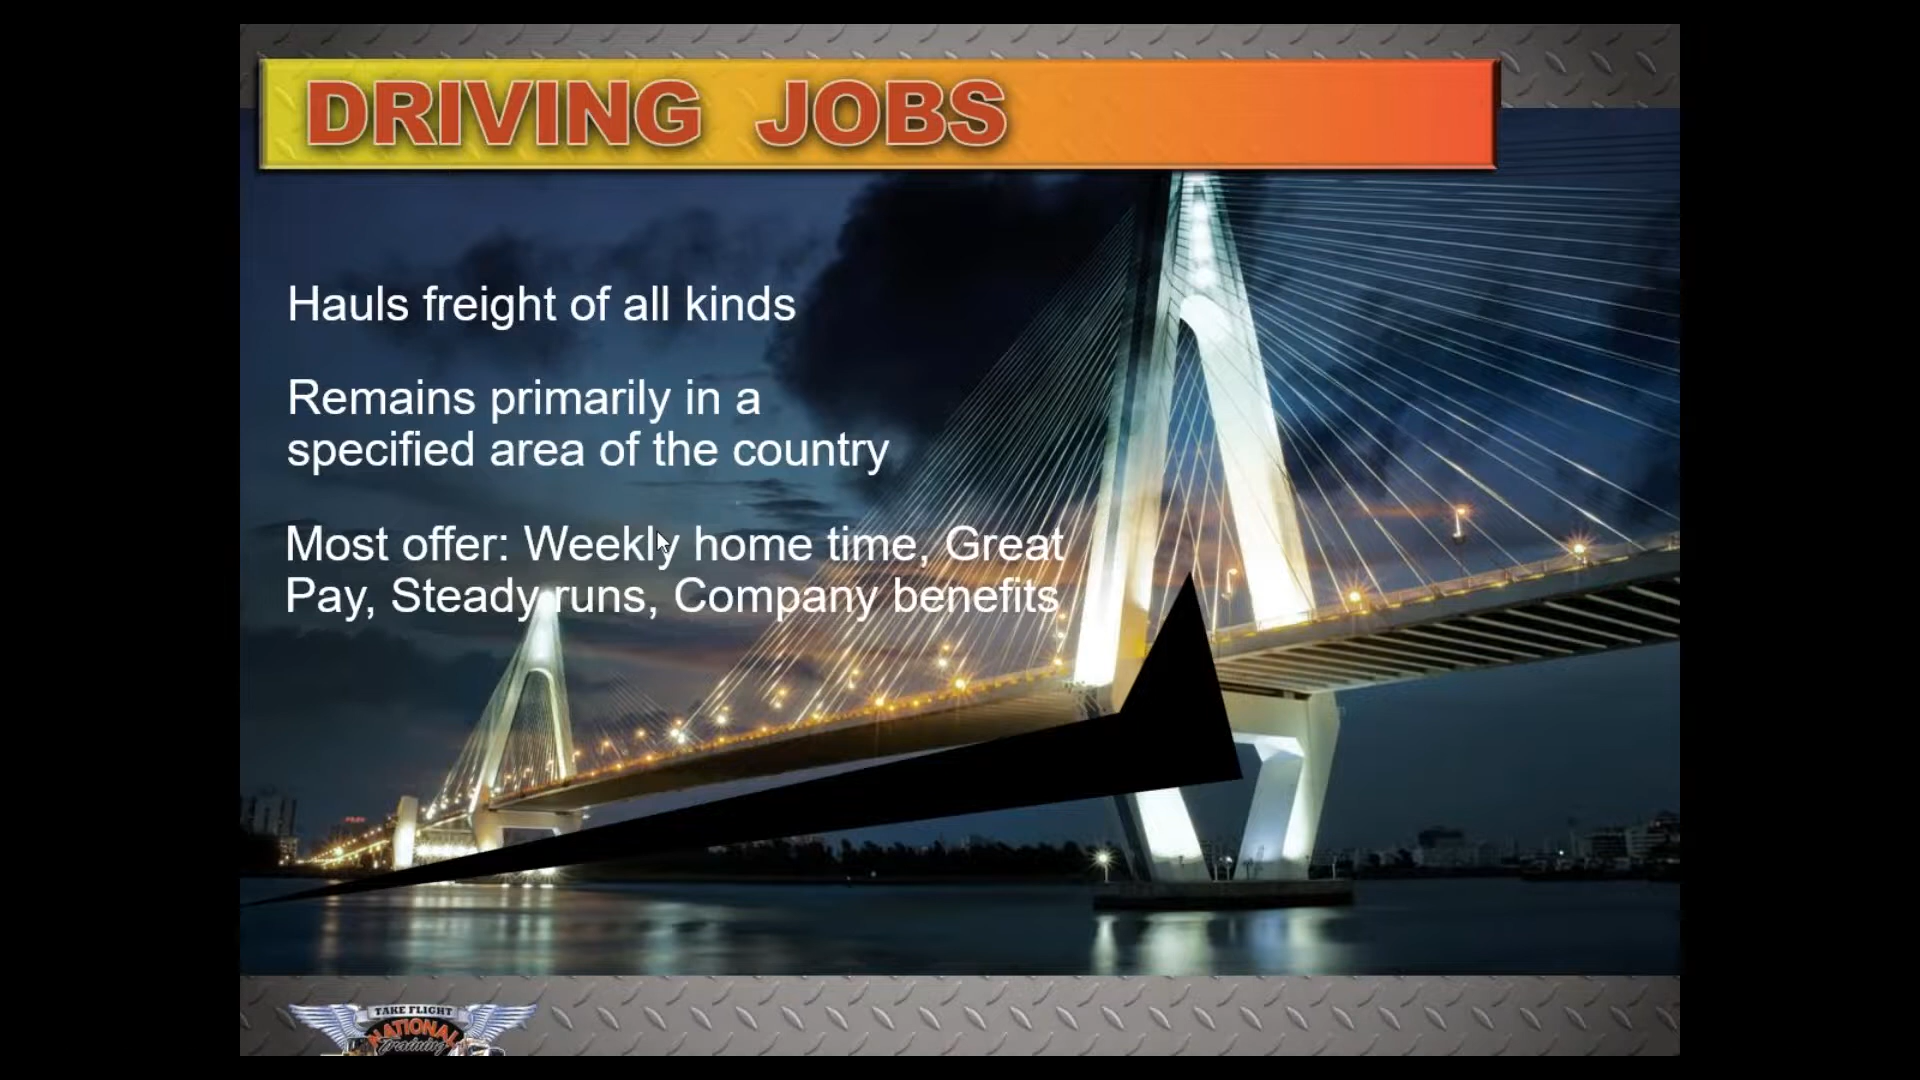 DRIVING JOBS
Hauls freight of all kinds
Remains primarily in a
specified area of the country
Most offer: Weekly home time, Great
Pay, Steady runs, Company benefits
TAKE FLIGHT
NATIONAL
Training